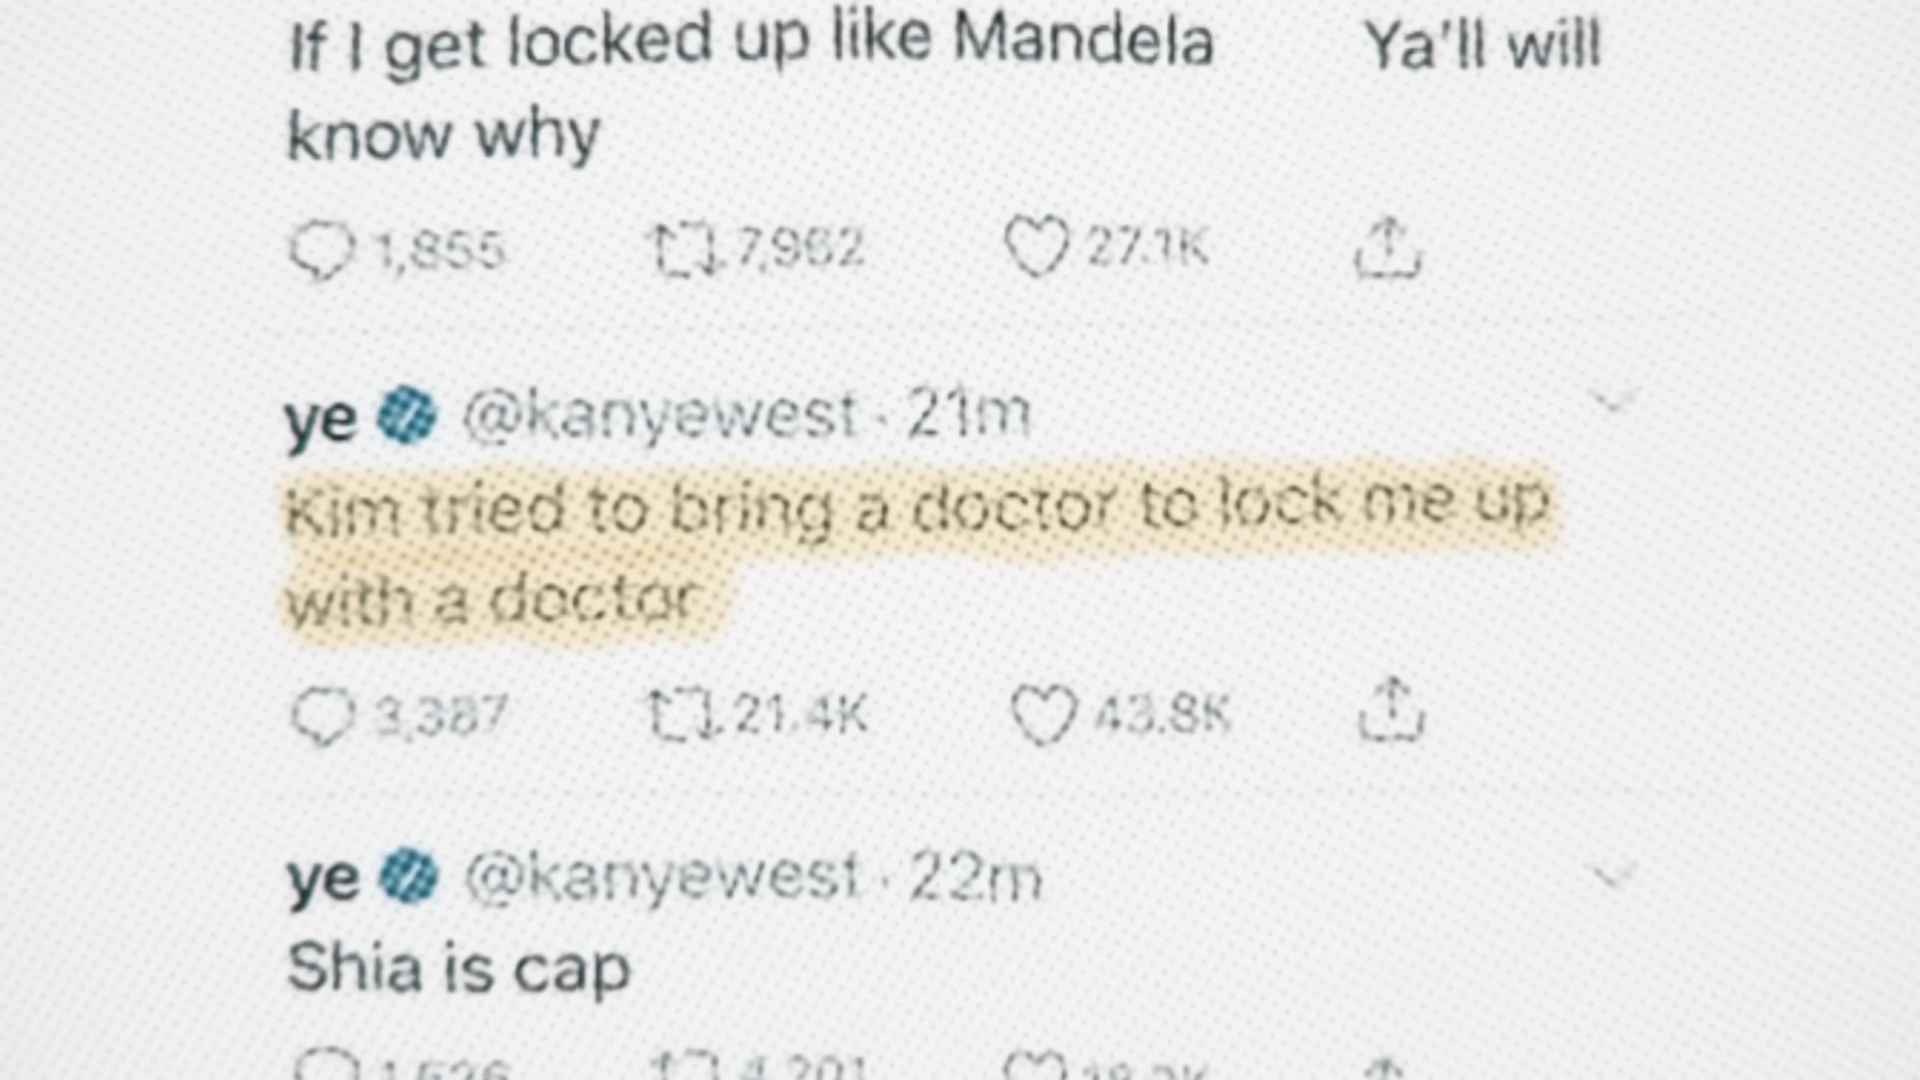 If I get locked up like Mandela Ya'll will
know why
1,855 7,962 27.1K
ye @kanyewest · 21m
Kim tried to bring a doctor to lock me up
with a doctor
3,387 21.4K 43.8K
ye @kanyewest · 22m
Shia is cap